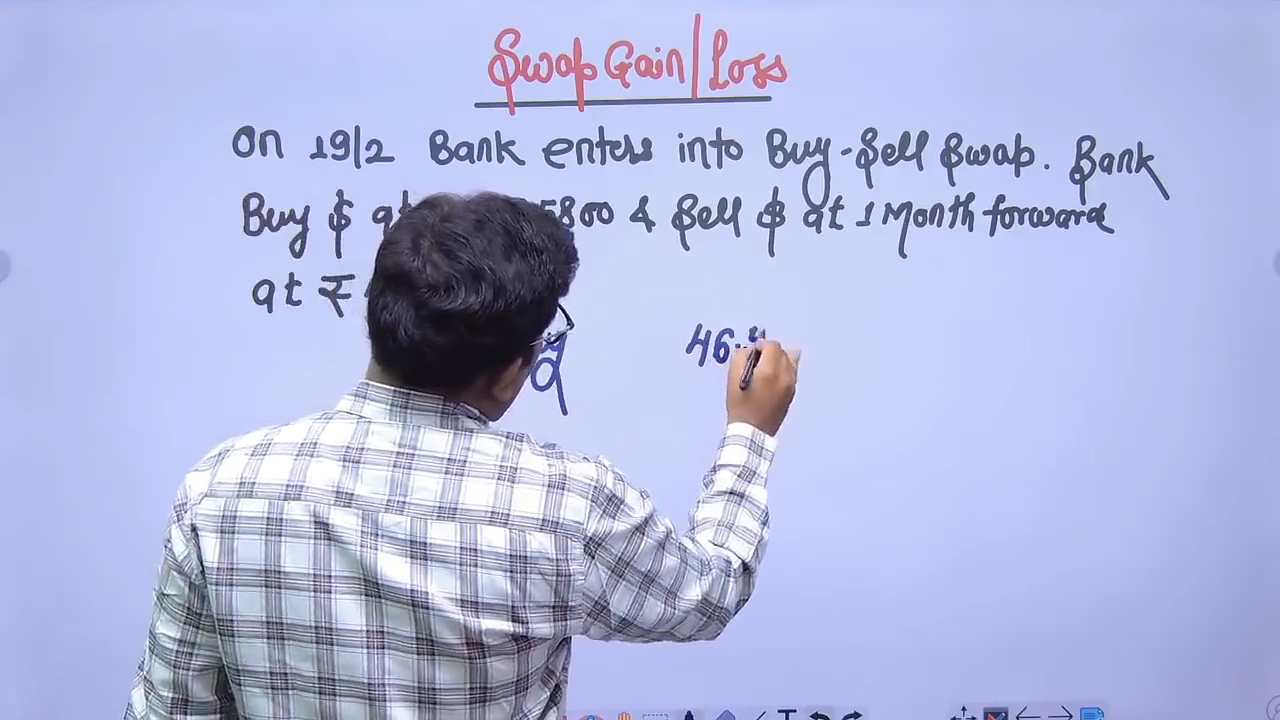 Swap Gain/Loss
On 19/2 Bank enters into Buy-Sell Swap. Bank
Buy $ at 5800 & Sell $ at 1 Month forward
at ₹
46.